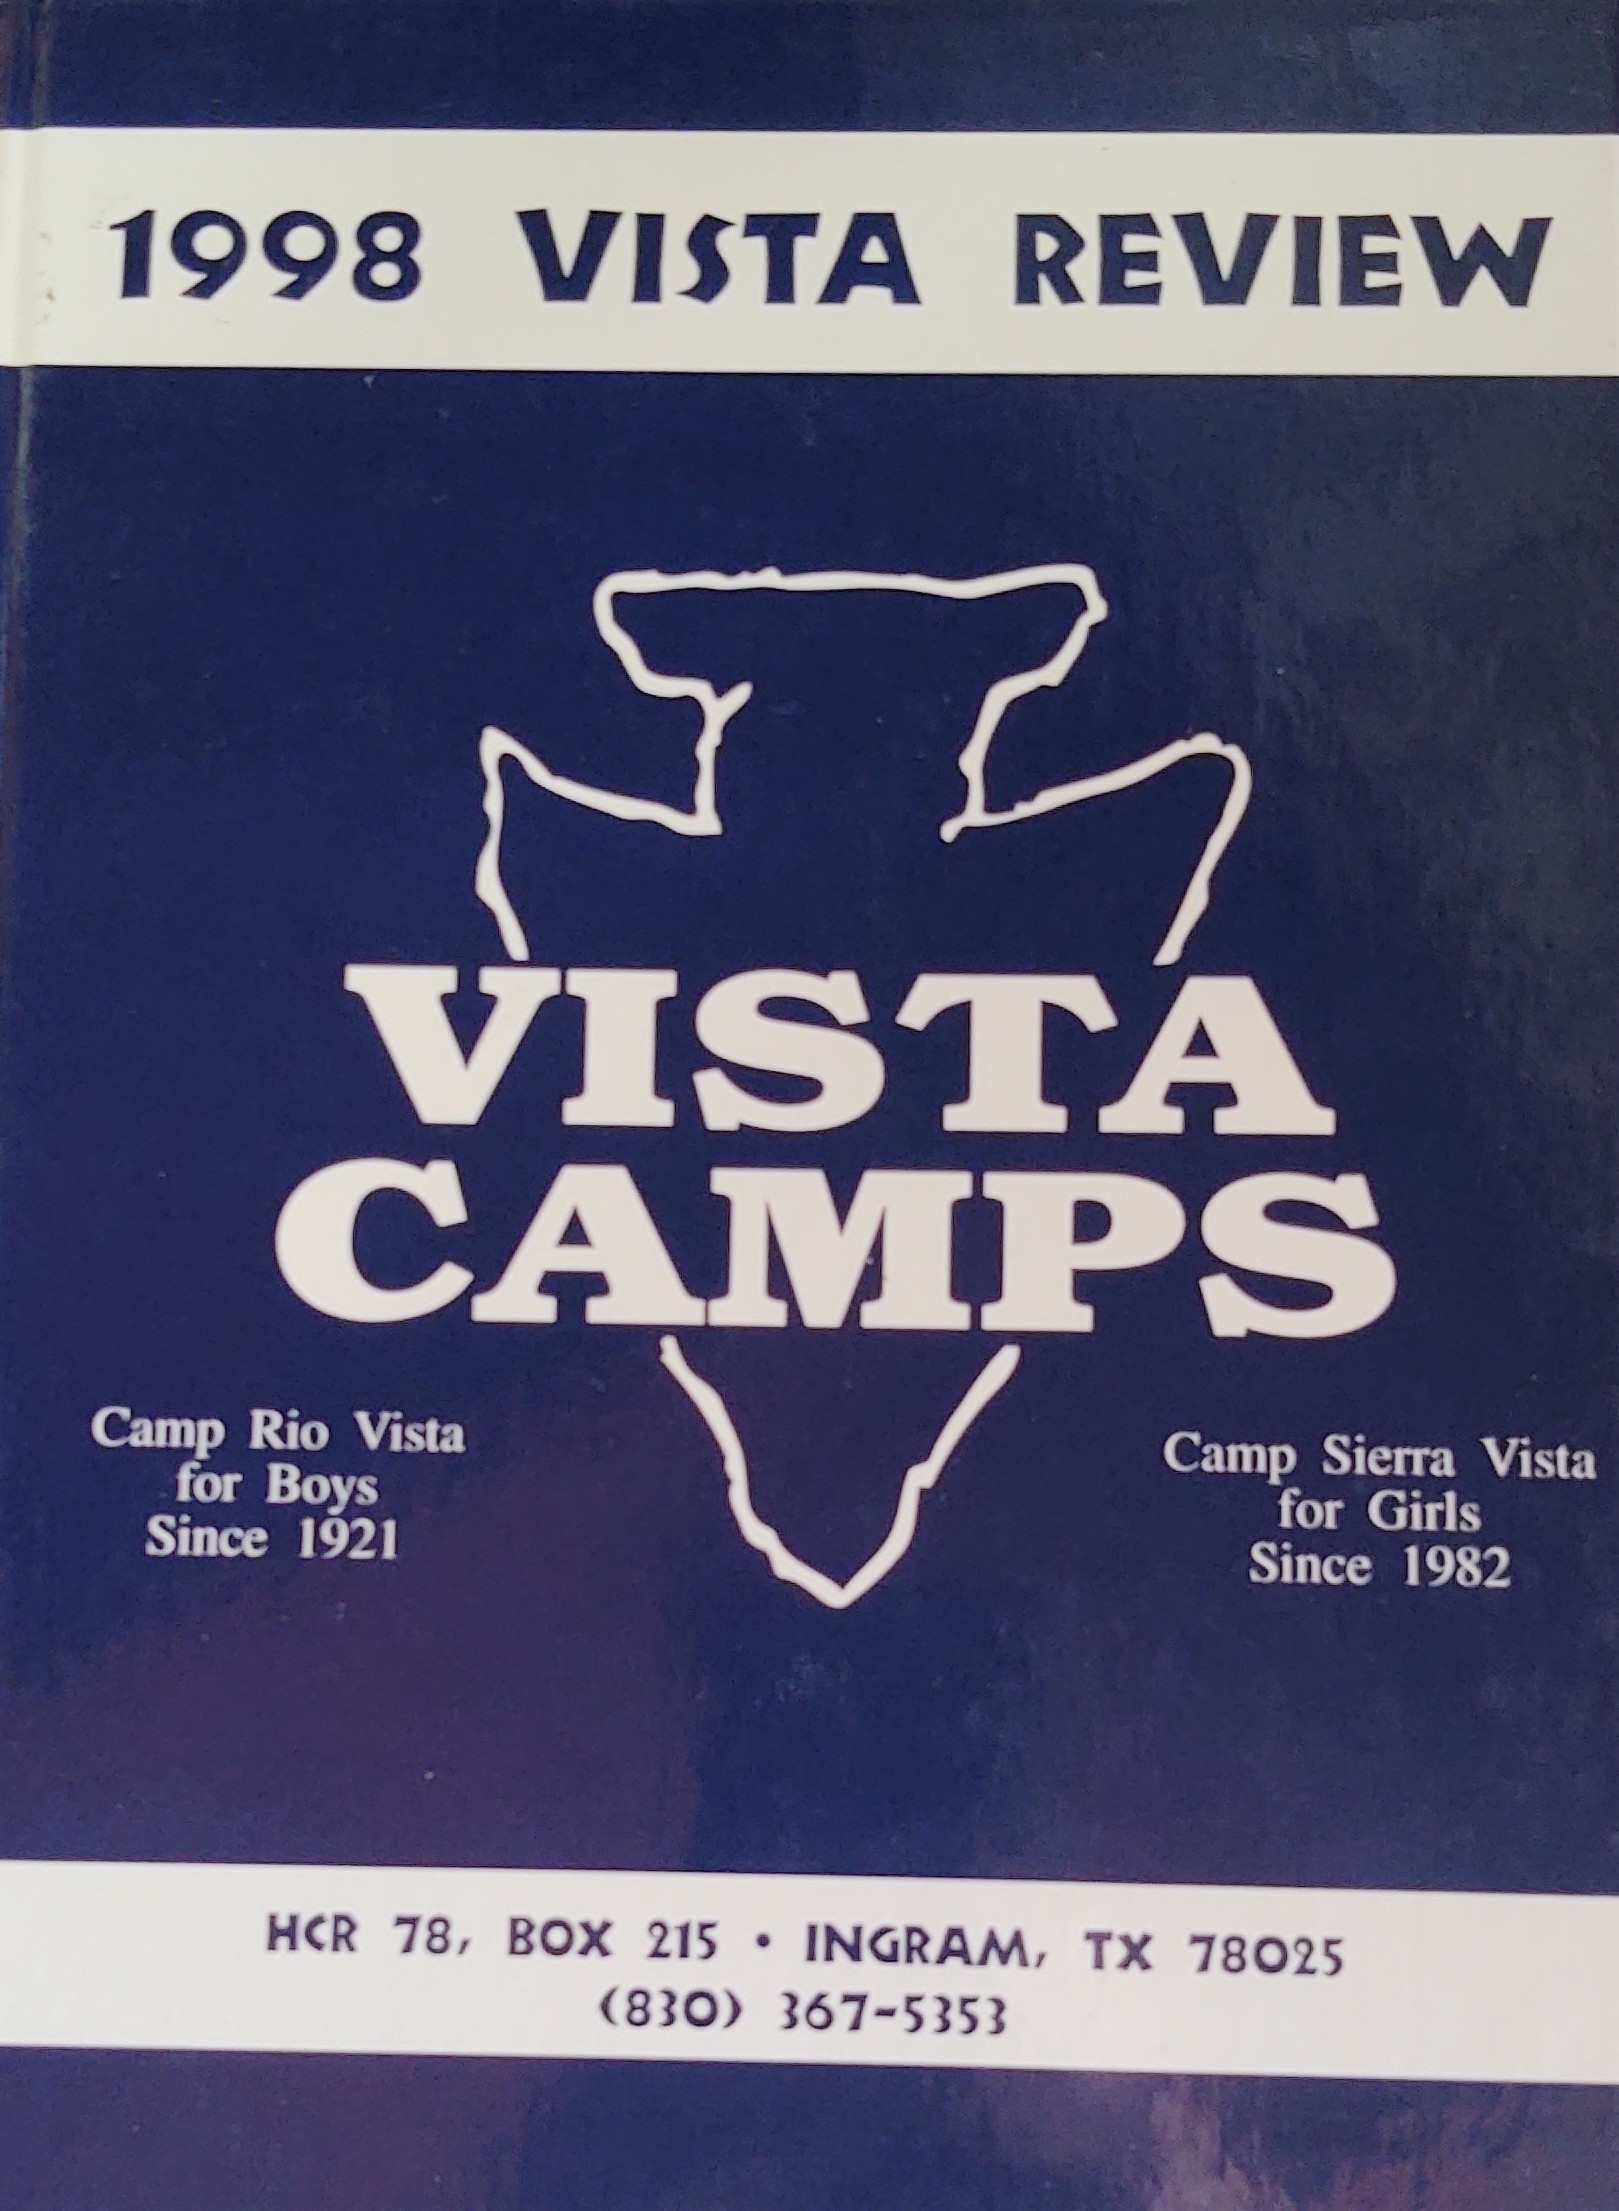 1998 VISTA REVIEW
VISTA
CAMPS
Camp Rio Vista
for Boys
Since 1921
Camp Sierra Vista
for Girls
Since 1982
HCR 78, BOX 215 • INGRAM, TX 78025
(830) 367-5353